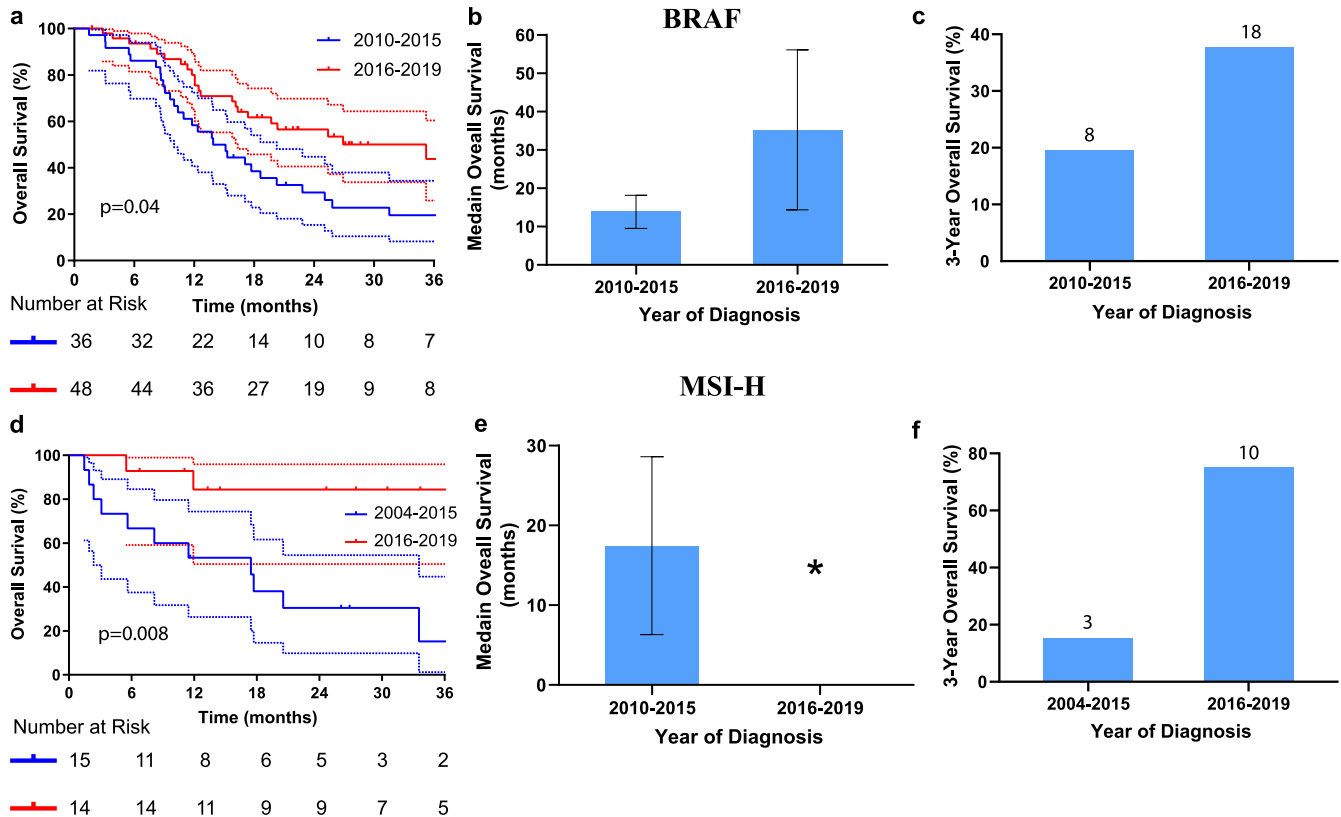 a
Overall Surival (%)
100
80
60
40
20
0
2010-2015
2016-2019
p=0.04
0 6 12 18 24 30 36
Time (months)
Number at Risk
36 32 22 14 10 8 7
48 44 36 27 19 9 8
BRAF
b
Medain Oveall Survival
(months)
60
50
40
30
20
10
0
2010-2015 2016-2019
Year of Diagnosis
c
3-Year Overall Survival (%)
40
30
20
10
0
8
18
2010-2015 2016-2019
Year of Diagnosis
MSI-H
d
Overall Survival (%)
100
80
60
40
20
0
2004-2015
2016-2019
p=0.008
0 6 12 18 24 30 36
Time (months)
Number at Risk
15 11 8 6 5 3 2
14 14 11 9 9 7 5
e
Medain Oveall Survival
(months)
30
20
10
0
*
2010-2015 2016-2019
Year of Diagnosis
f
3-Year Overall Survival (%)
80
60
40
20
0
3
10
2004-2015 2016-2019
Year of Diagnosis